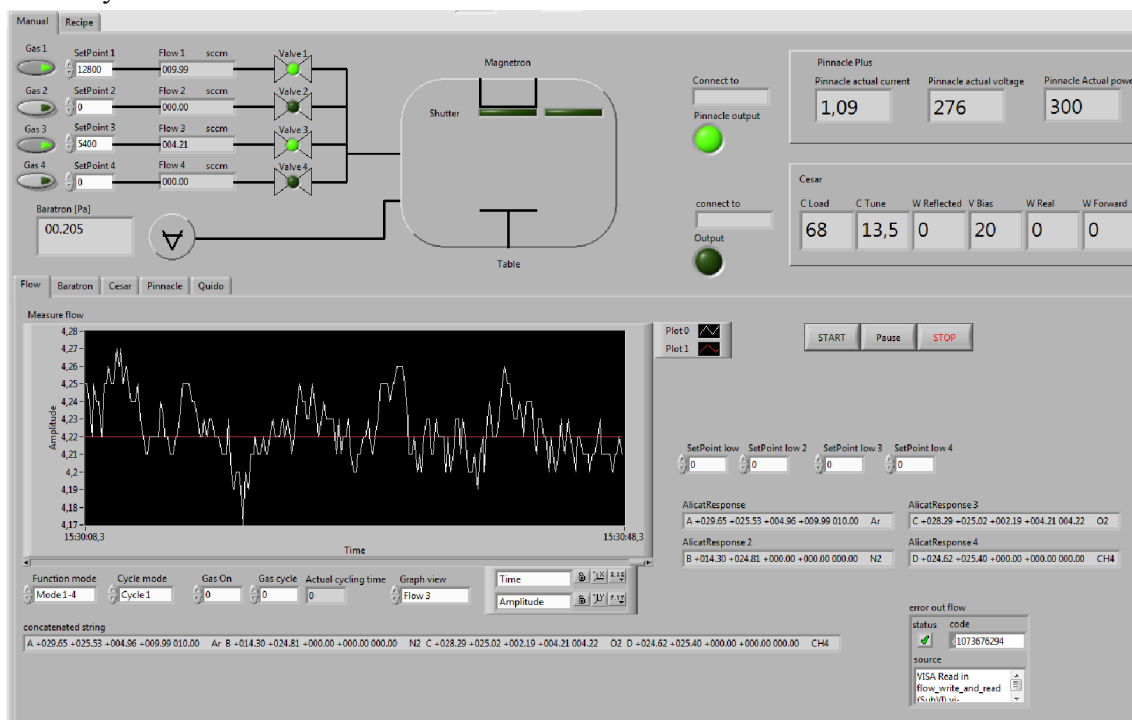 Manual Recipe
Gas 1 SetPoint 1 Flow 1 sccm Valve 1
12800 009.99
Gas 2 SetPoint 2 Flow 2 sccm Valve 2
0 000.00
Gas 3 SetPoint 3 Flow 3 sccm Valve 3
5400 004.21
Gas 4 SetPoint 4 Flow 4 sccm Valve 4
0 000.00
Baratron [Pa]
00.205
Magnetron
Shutter
Table
Connect to
Pinnacle output
connect to
Output
Pinnacle Plus
Pinnacle actual current Pinnacle actual voltage Pinnacle Actual powe
1,09 276 300
Cesar
C Load C Tune W Reflected V Bias W Real W Forward
68 13,5 0 20 0 0
Flow Baratron Cesar Pinnacle Quido
Measure flow
4,28
4,27
4,26
4,25
4,24
4,23
4,22
4,21
4,2
4,19
4,18
4,17
Amplitude
15:30:08,3 15:30:48,3
Time
Plot 0
Plot 1
START Pause STOP
SetPoint low SetPoint low 2 SetPoint low 3 SetPoint low 4
0 0 0 0
AlicatResponse AlicatResponse 3
A +029.65 +025.53 +004.96 +009.99 010.00 Ar C +028.29 +025.02 +002.19 +004.21 004.22 O2
AlicatResponse 2 AlicatResponse 4
B +014.30 +024.81 +000.00 +000.00 000.00 N2 D +024.62 +025.40 +000.00 +000.00 000.00 CH4
Function mode Cycle mode Gas On Gas cycle Actual cycling time Graph view
Mode 1-4 Cycle 1 0 0 0 Flow 3
Time
Amplitude
concatenated string
A +029.65 +025.53 +004.96 +009.99 010.00 Ar B +014.30 +024.81 +000.00 +000.00 000.00 N2 C +028.29 +025.02 +002.19 +004.21 004.22 O2 D +024.62 +025.40 +000.00 +000.00 000.00 CH4
error out flow
status code
1073676294
source
VISA Read in
flow_write_and_read
(SubVI).vi-